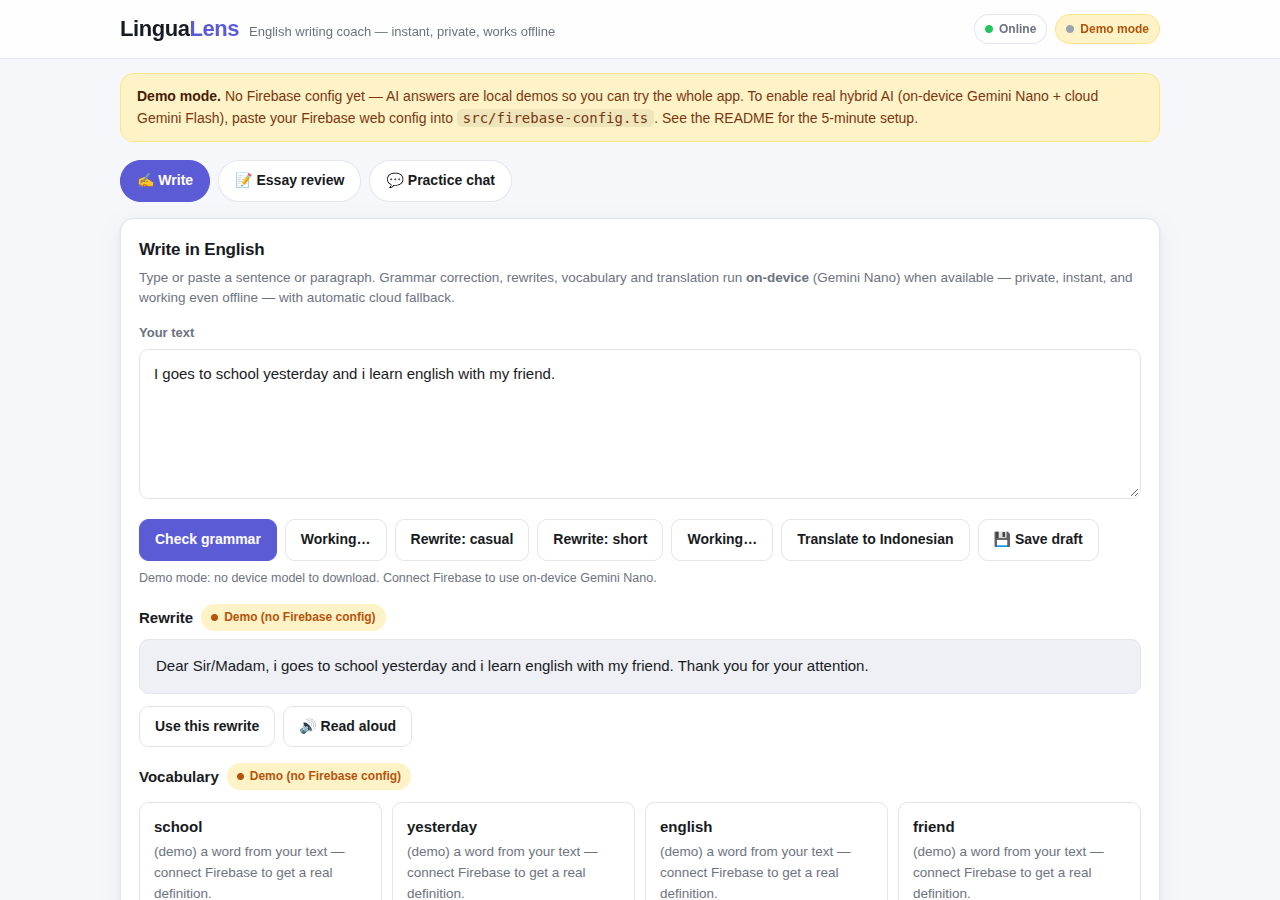 LinguaLens English writing coach — instant, private, works offline Online Demo mode
Demo mode. No Firebase config yet — AI answers are local demos so you can try the whole app. To enable real hybrid AI (on-device Gemini Nano + cloud
Gemini Flash), paste your Firebase web config into src/firebase-config.ts . See the README for the 5-minute setup.
✍️ Write 📝 Essay review 💬 Practice chat
Write in English
Type or paste a sentence or paragraph. Grammar correction, rewrites, vocabulary and translation run on-device (Gemini Nano) when available — private, instant, and
working even offline — with automatic cloud fallback.
Your text
I goes to school yesterday and i learn english with my friend.
Check grammar Working… Rewrite: casual Rewrite: short Working… Translate to Indonesian 💾 Save draft
Demo mode: no device model to download. Connect Firebase to use on-device Gemini Nano.
Rewrite Demo (no Firebase config)
Dear Sir/Madam, i goes to school yesterday and i learn english with my friend. Thank you for your attention.
Use this rewrite 🔊 Read aloud
Vocabulary Demo (no Firebase config)
school yesterday english friend
(demo) a word from your text — (demo) a word from your text — (demo) a word from your text — (demo) a word from your text —
connect Firebase to get a real connect Firebase to get a real connect Firebase to get a real connect Firebase to get a real
definition. definition. definition. definition.